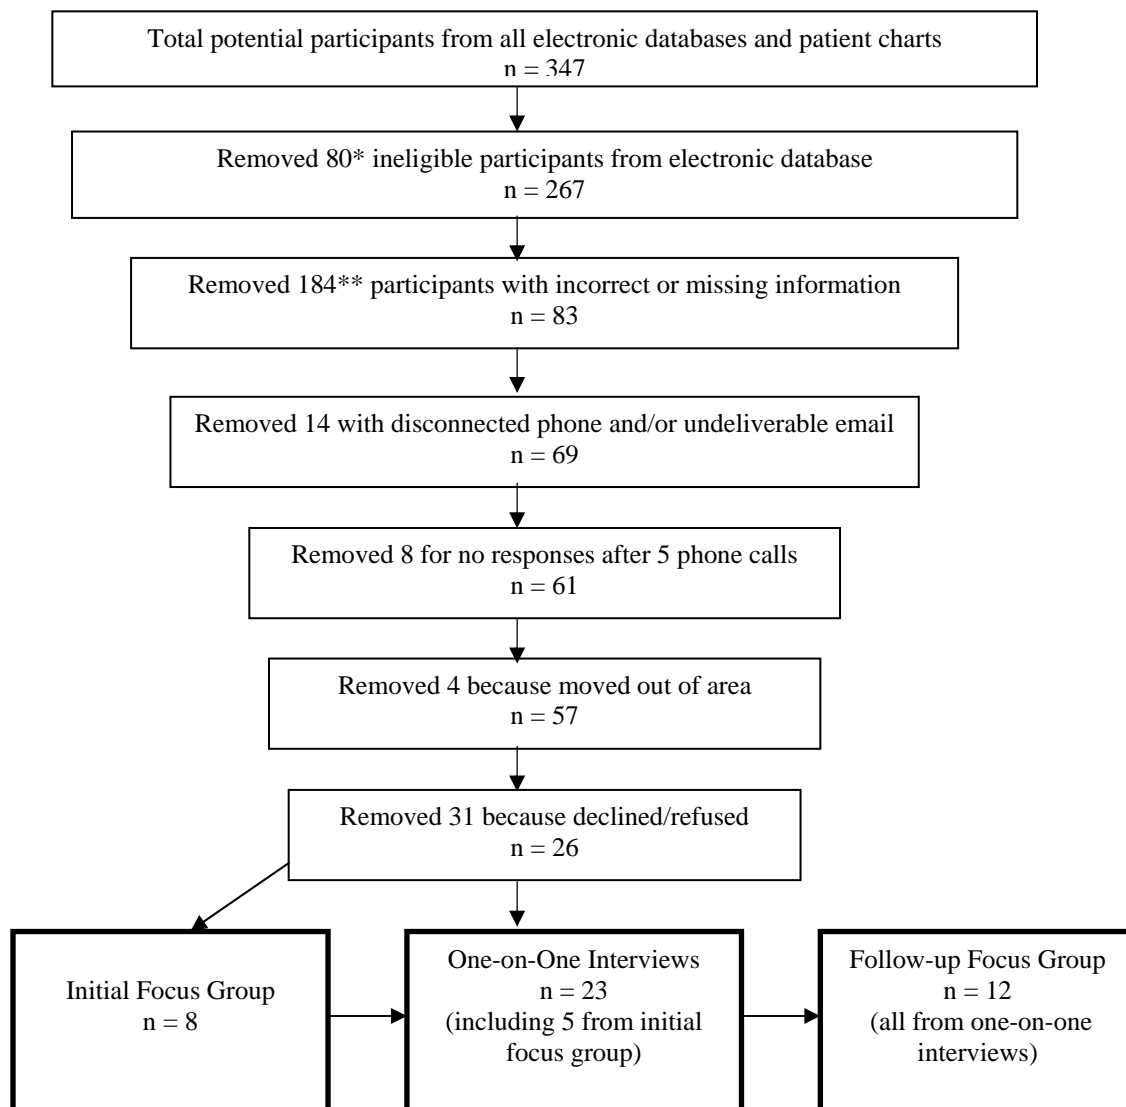 Total potential participants from all electronic databases and patient charts
n = 347
Removed 80* ineligible participants from electronic database
n = 267
Removed 184** participants with incorrect or missing information
n = 83
Removed 14 with disconnected phone and/or undeliverable email
n = 69
Removed 8 for no responses after 5 phone calls
n = 61
Removed 4 because moved out of area
n = 57
Removed 31 because declined/refused
n = 26
Initial Focus Group
n = 8
One-on-One Interviews
n = 23
(including 5 from initial
focus group)
Follow-up Focus Group
n = 12
(all from one-on-one
interviews)